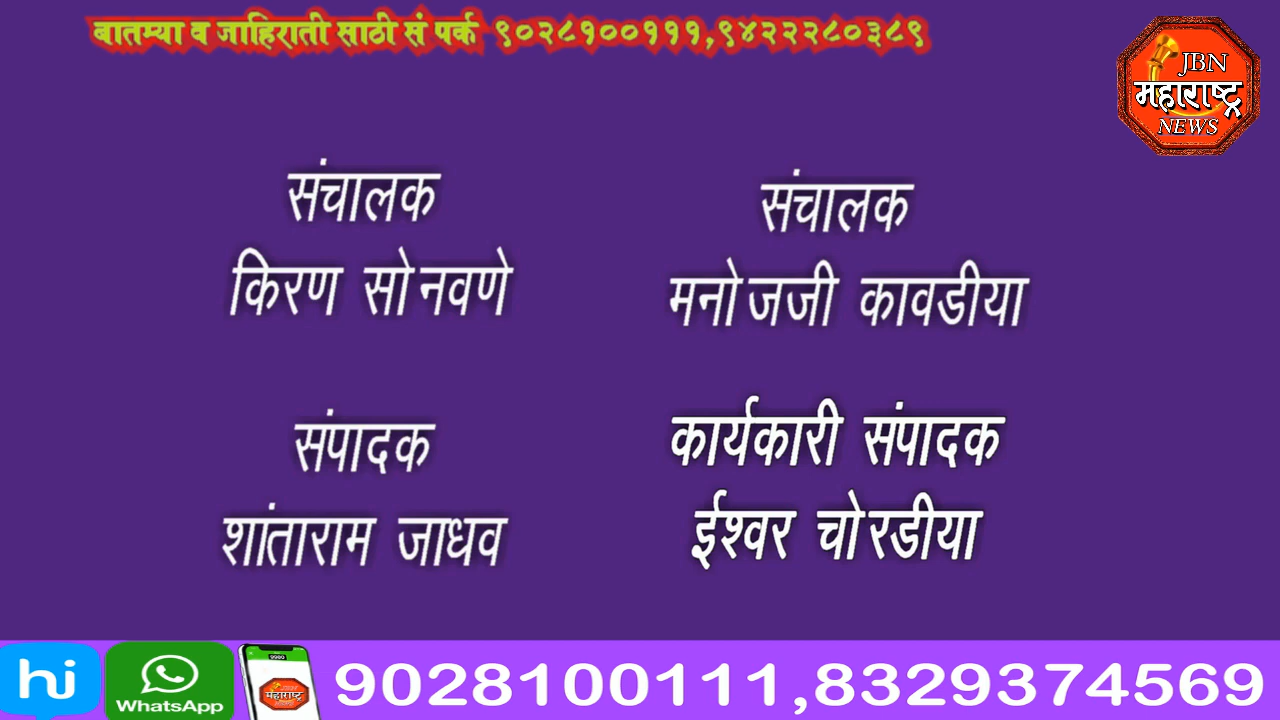 बातम्या व जाहिराती साठी सं पर्क ९०२८१००१११,९४२२२८०३८९
JBN
महाराष्ट्र
NEWS
संचालक
किरण सोनवणे
संचालक
मनोजजी कावडीया
संपादक
शांताराम जाधव
कार्यकारी संपादक
ईश्वर चोरडीया
hi
WhatsApp
महाराष्ट्र
9028100111,8329374569